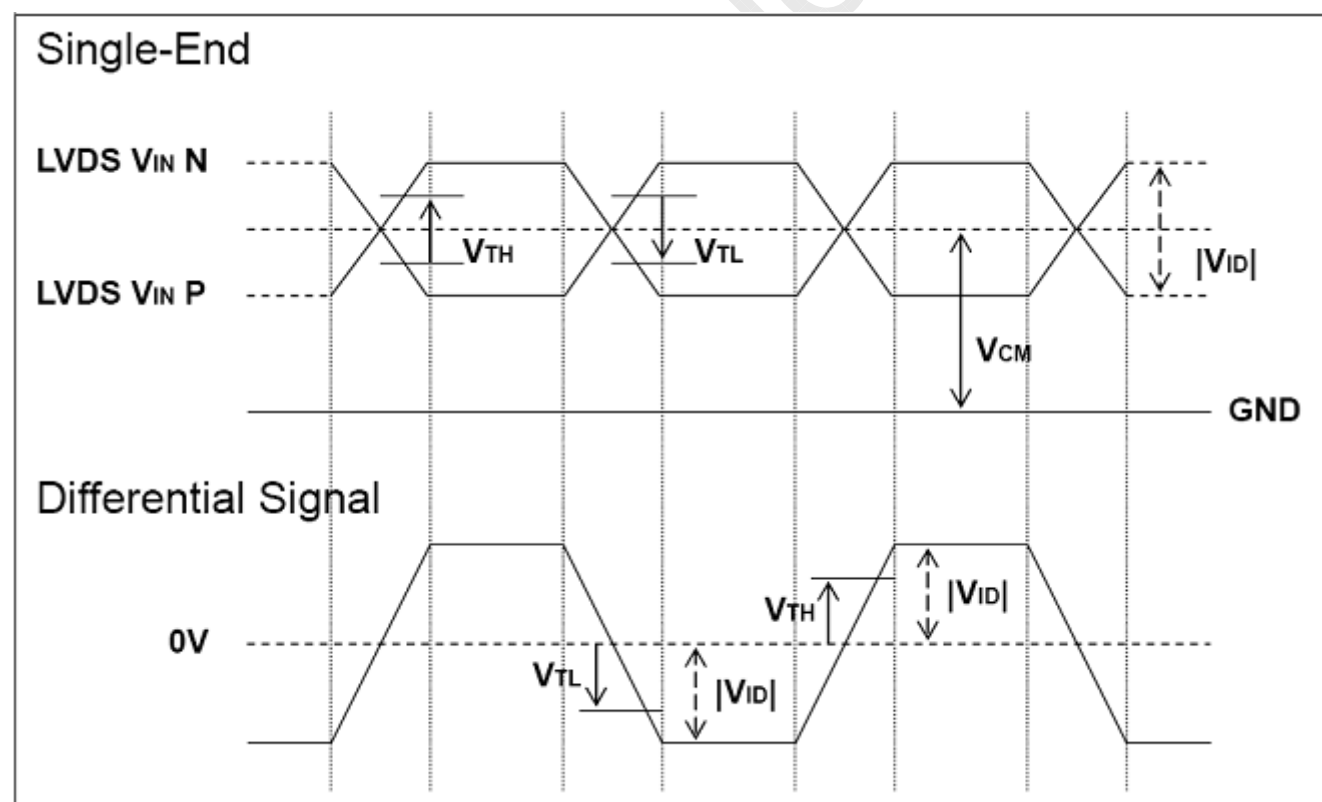 Single-End
LVDS VIN N
VTH
VTL
|VID|
LVDS VIN P
VCM
GND
Differential Signal
VTH
|VID|
0V
VTL
|VID|